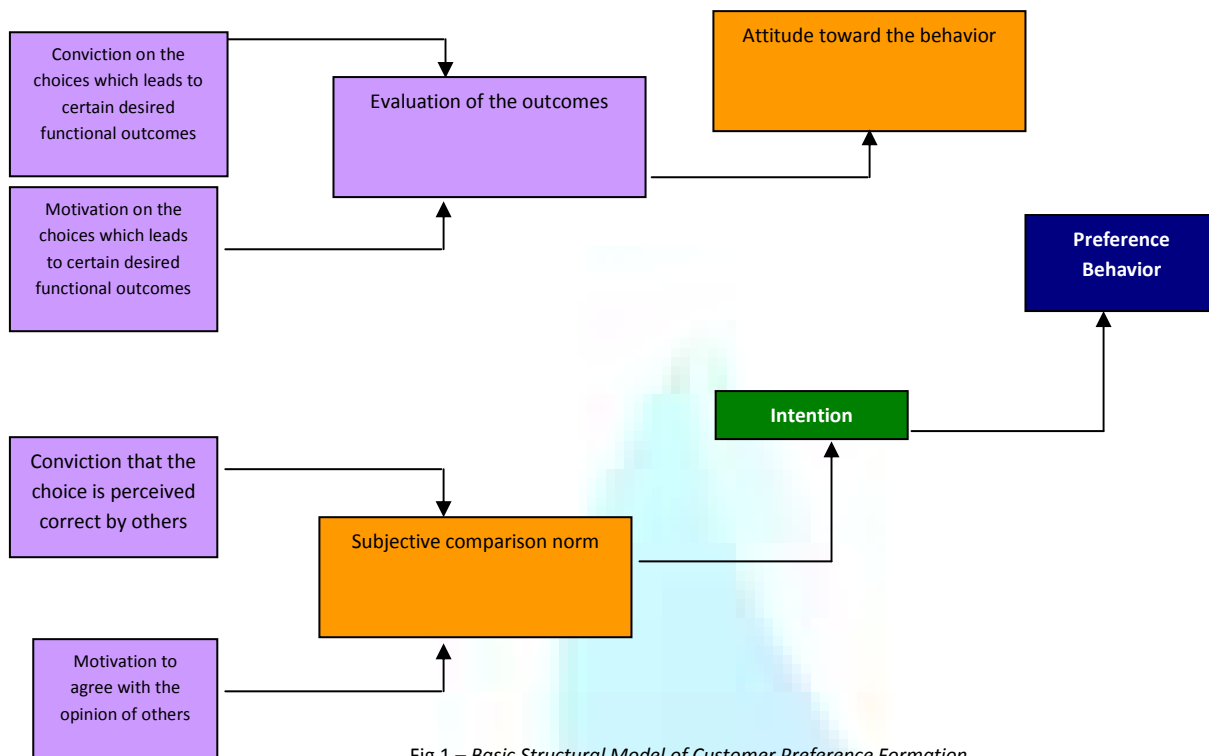 Conviction on the
choices which leads to
certain desired
functional outcomes
Evaluation of the outcomes
Attitude toward the behavior
Motivation on the
choices which leads
to certain desired
functional outcomes
Preference
Behavior
Intention
Conviction that the
choice is perceived
correct by others
Subjective comparison norm
Motivation to
agree with the
opinion of others
Fig 1 – Basic Structural Model of Customer Preference Formation